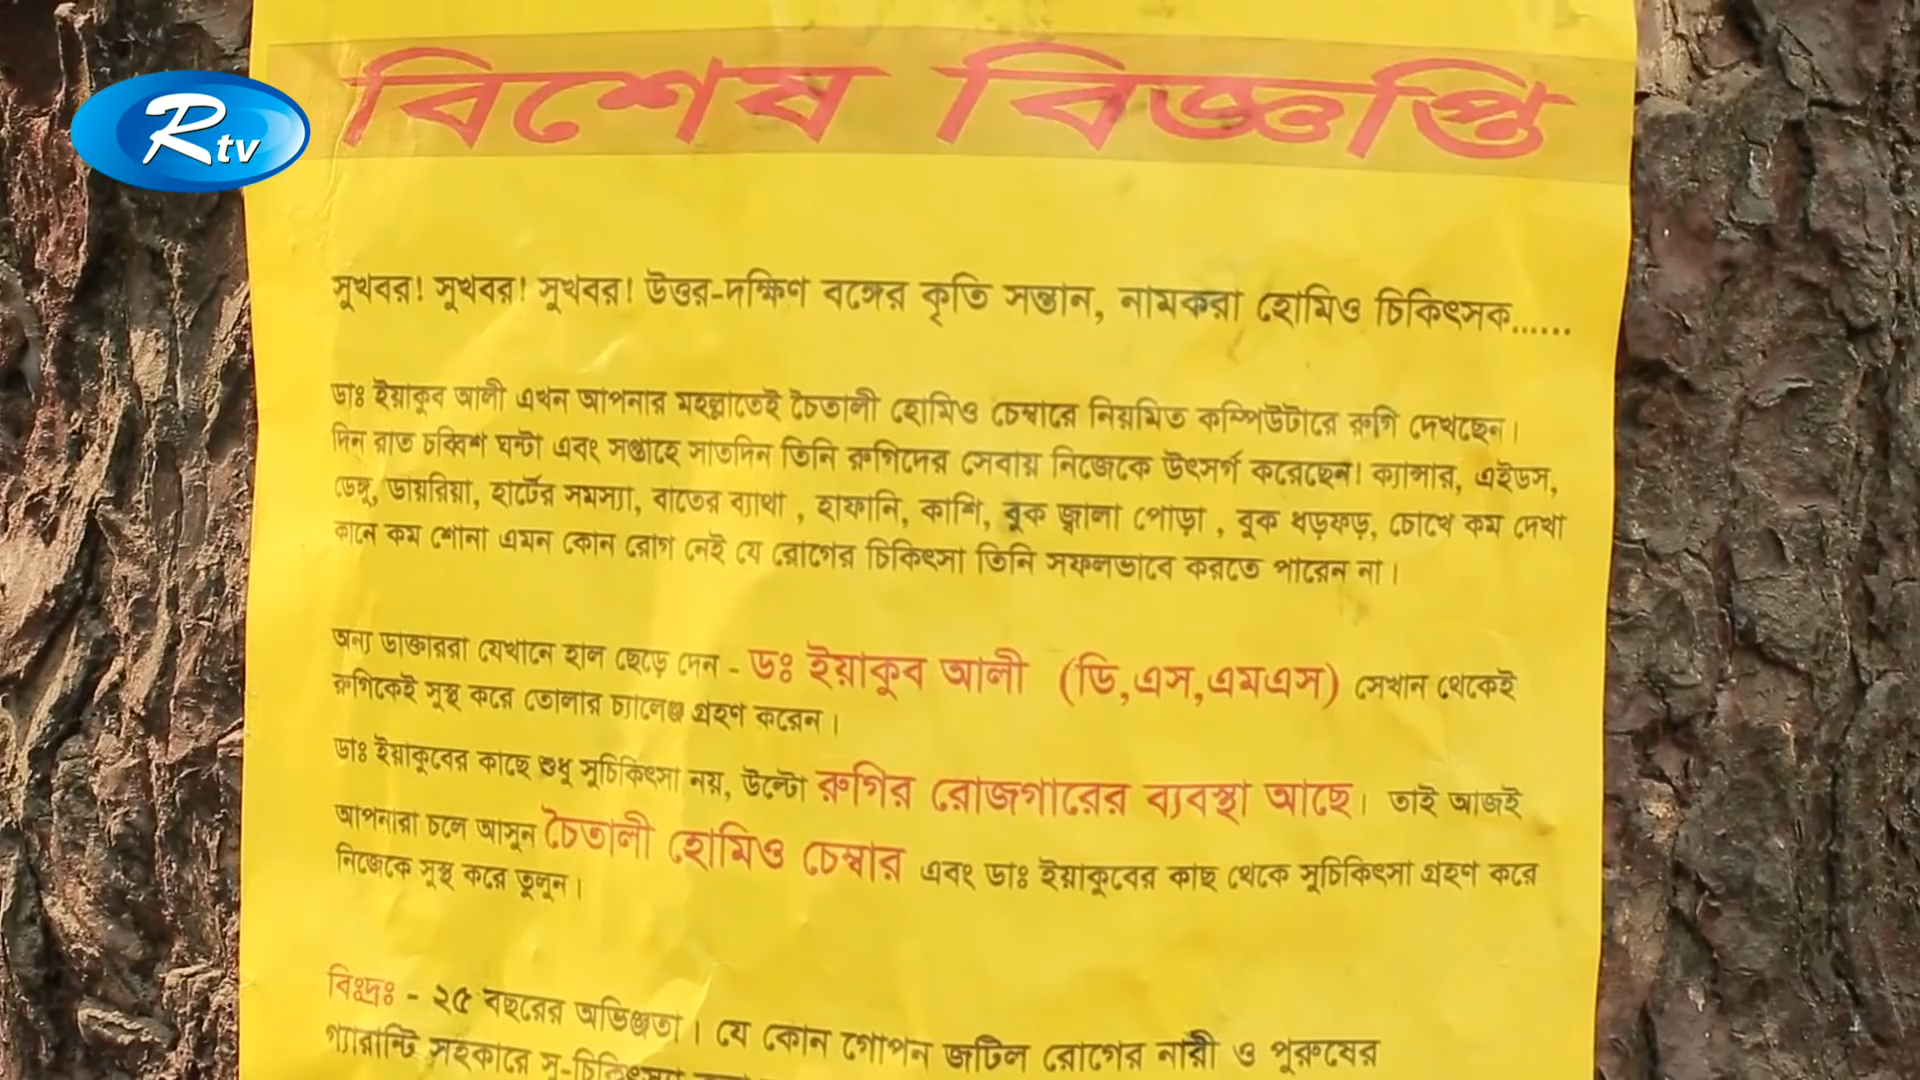 Rtv
বিশেষ বিজ্ঞপ্তি
সুখবর! সুখবর! সুখবর! উত্তর-দক্ষিণ বঙ্গের কৃতি সন্তান, নামকরা হোমিও চিকিৎসক......
ডাঃ ইয়াকুব আলী এখন আপনার মহল্লাতেই চৈতালী হোমিও চেম্বারে নিয়মিত কম্পিউটারে রুগি দেখছেন।
দিন রাত চব্বিশ ঘন্টা এবং সপ্তাহে সাতদিন তিনি রুগিদের সেবায় নিজেকে উৎসর্গ করেছেন। ক্যান্সার, এইডস,
ডেঙ্গু, ডায়রিয়া, হার্টের সমস্যা, বাতের ব্যাথা , হাফানি, কাশি, বুক জ্বালা পোড়া , বুক ধড়ফড়, চোখে কম দেখা
কানে কম শোনা এমন কোন রোগ নেই যে রোগের চিকিৎসা তিনি সফলভাবে করতে পারেন না।
অন্য ডাক্তাররা যেখানে হাল ছেড়ে দেন - ডঃ ইয়াকুব আলী (ডি,এস,এমএস) সেখান থেকেই
রুগিকেই সুস্থ করে তোলার চ্যালেঞ্জ গ্রহণ করেন।
ডাঃ ইয়াকুবের কাছে শুধু সুচিকিৎসা নয়, উল্টো রুগির রোজগারের ব্যবস্থা আছে। তাই আজই
আপনারা চলে আসুন চৈতালী হোমিও চেম্বার এবং ডাঃ ইয়াকুবের কাছ থেকে সুচিকিৎসা গ্রহণ করে
নিজেকে সুস্থ করে তুলুন।
বিঃদ্রঃ - ২৫ বছরের অভিজ্ঞতা। যে কোন গোপন জটিল রোগের নারী ও পুরুষের
গ্যারান্টি সহকারে সু-চিকিৎসা